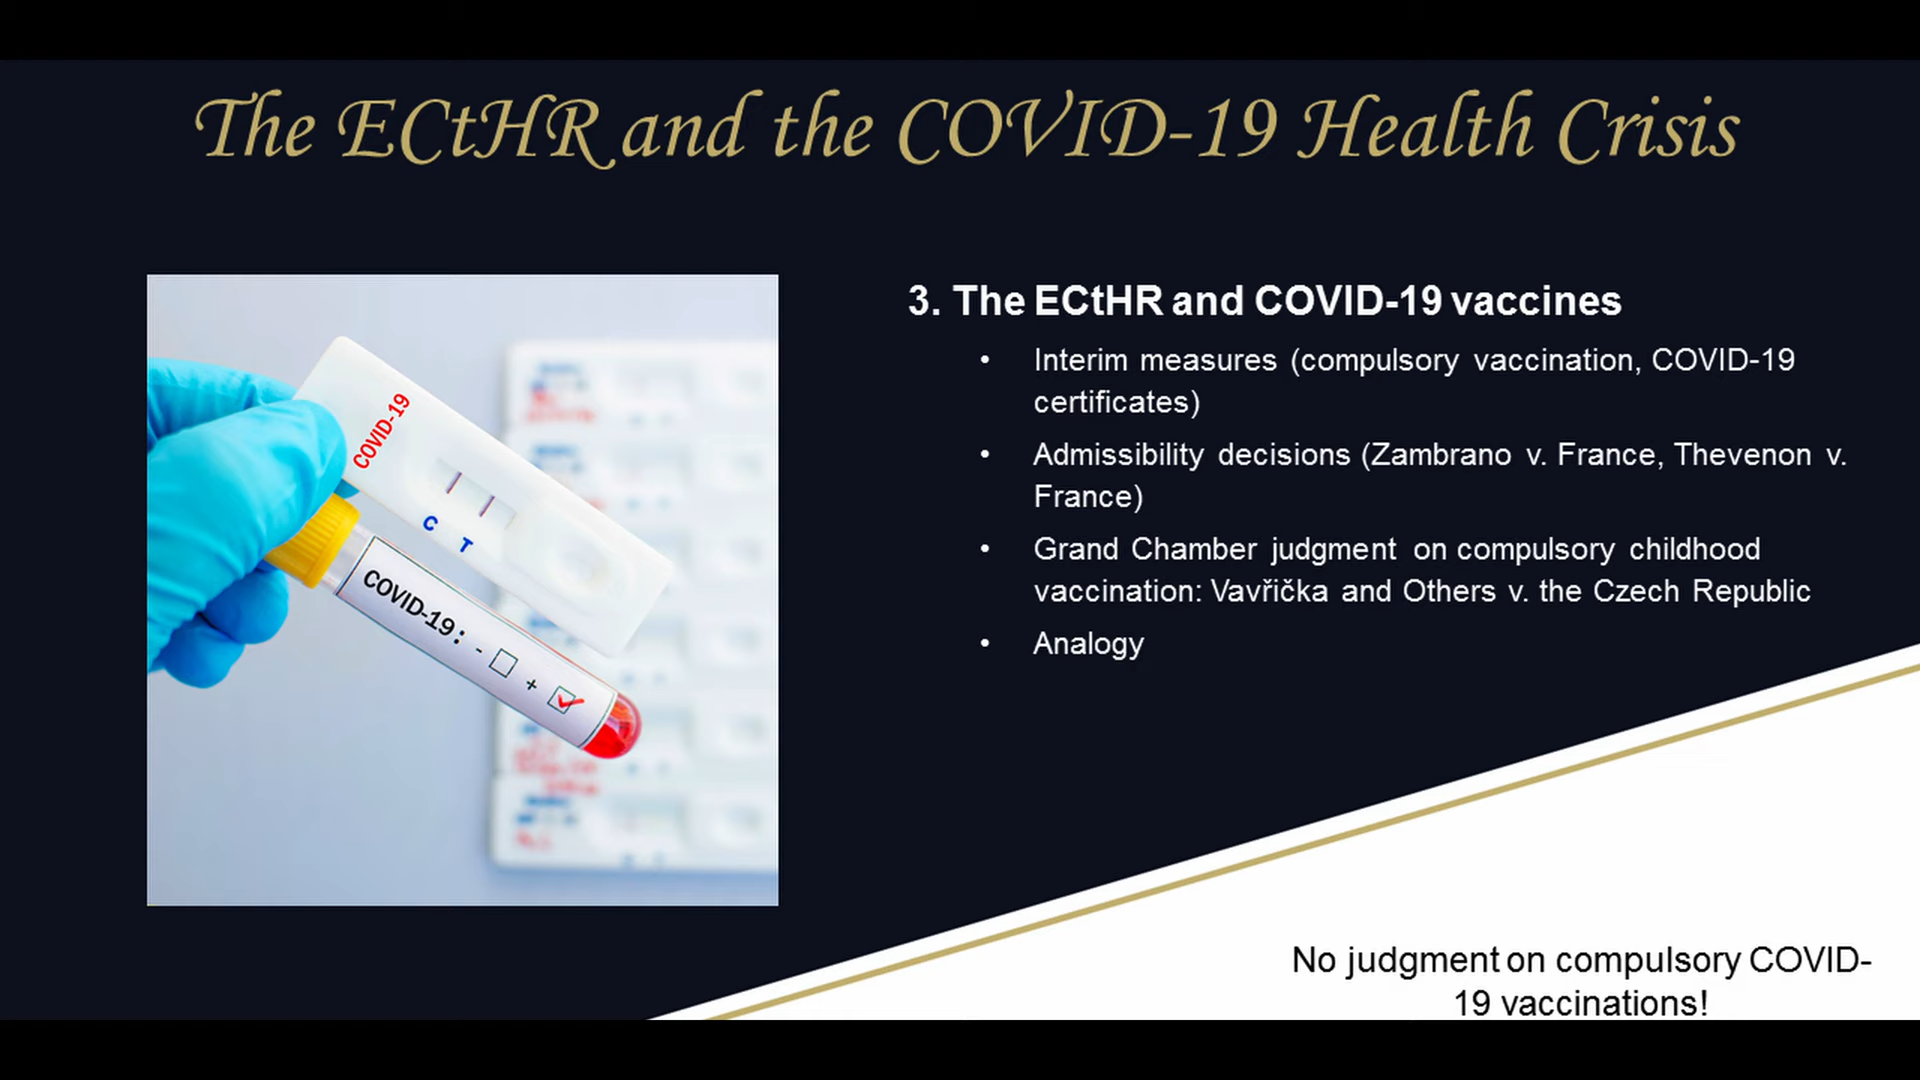 The ECtHR and the COVID-19 Health Crisis
COVID-19
C
T
COVID-19: - +
3. The ECtHR and COVID-19 vaccines
• Interim measures (compulsory vaccination, COVID-19
certificates)
• Admissibility decisions (Zambrano v. France, Thevenon v.
France)
• Grand Chamber judgment on compulsory childhood
vaccination: Vavřička and Others v. the Czech Republic
• Analogy
No judgment on compulsory COVID-
19 vaccinations!